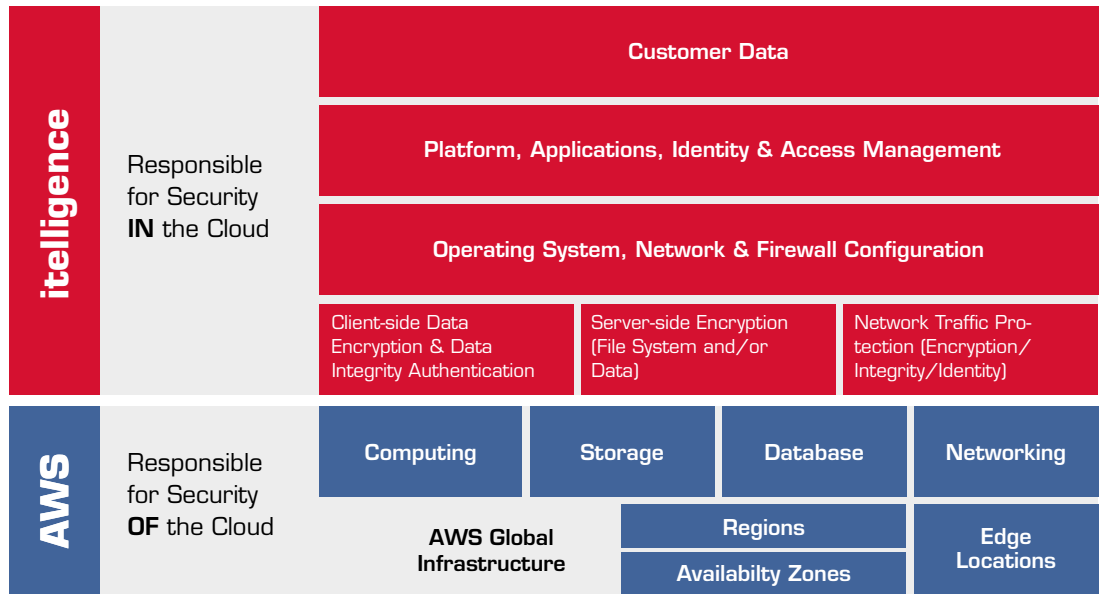 itelligence
Responsible
for Security
IN the Cloud
Customer Data
Platform, Applications, Identity & Access Management
Operating System, Network & Firewall Configuration
Client-side Data
Encryption & Data
Integrity Authentication
Server-side Encryption
(File System and/or
Data)
Network Traffic Pro-
tection (Encryption/
Integrity/Identity)
AWS
Responsible
for Security
OF the Cloud
Computing
Storage
Database
Networking
AWS Global
Infrastructure
Regions
Availabilty Zones
Edge
Locations